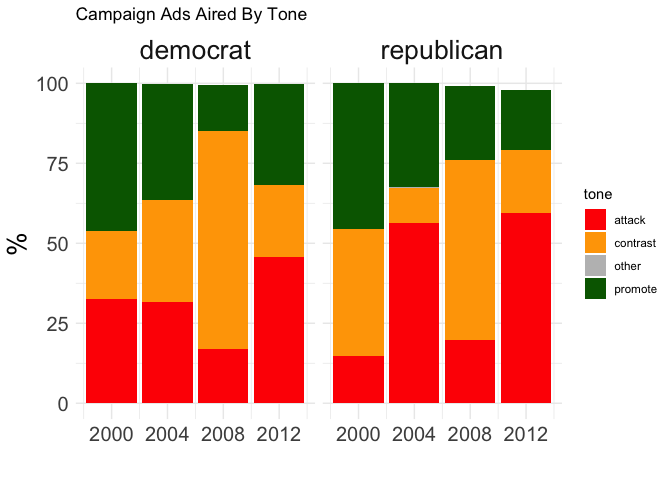 Campaign Ads Aired By Tone
democrat
republican
100
75
50
25
0
%
2000 2004 2008 2012
2000 2004 2008 2012
tone
attack
contrast
other
promote